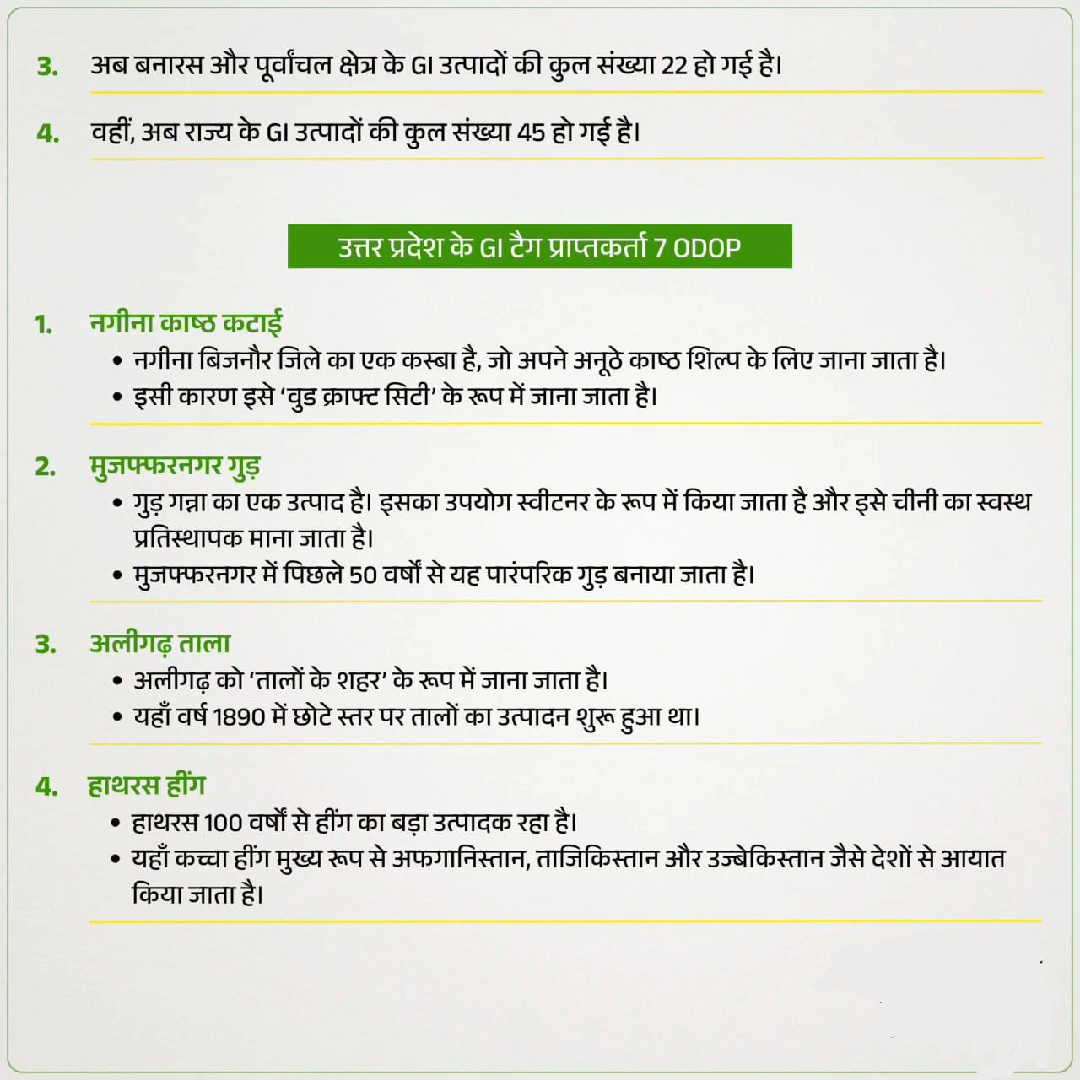 3. अब बनारस और पूर्वांचल क्षेत्र के GI उत्पादों की कुल संख्या 22 हो गई है।
4. वहीं, अब राज्य के GI उत्पादों की कुल संख्या 45 हो गई है।
उत्तर प्रदेश के GI टैग प्राप्तकर्ता 7 ODOP
1. नगीना काष्ठ कटाई
• नगीना बिजनौर जिले का एक कस्बा है, जो अपने अनूठे काष्ठ शिल्प के लिए जाना जाता है।
• इसी कारण इसे ‘वुड क्राफ्ट सिटी’ के रूप में जाना जाता है।
2. मुजफ्फरनगर गुड़
• गुड़ गन्ना का एक उत्पाद है। इसका उपयोग स्वीटनर के रूप में किया जाता है और इसे चीनी का स्वस्थ
प्रतिस्थापक माना जाता है।
• मुजफ्फरनगर में पिछले 50 वर्षों से यह पारंपरिक गुड़ बनाया जाता है।
3. अलीगढ़ ताला
• अलीगढ़ को ‘तालों के शहर’ के रूप में जाना जाता है।
• यहाँ वर्ष 1890 में छोटे स्तर पर तालों का उत्पादन शुरू हुआ था।
4. हाथरस हींग
• हाथरस 100 वर्षों से हींग का बड़ा उत्पादक रहा है।
• यहाँ कच्चा हींग मुख्य रूप से अफगानिस्तान, ताजिकिस्तान और उज्बेकिस्तान जैसे देशों से आयात
किया जाता है।